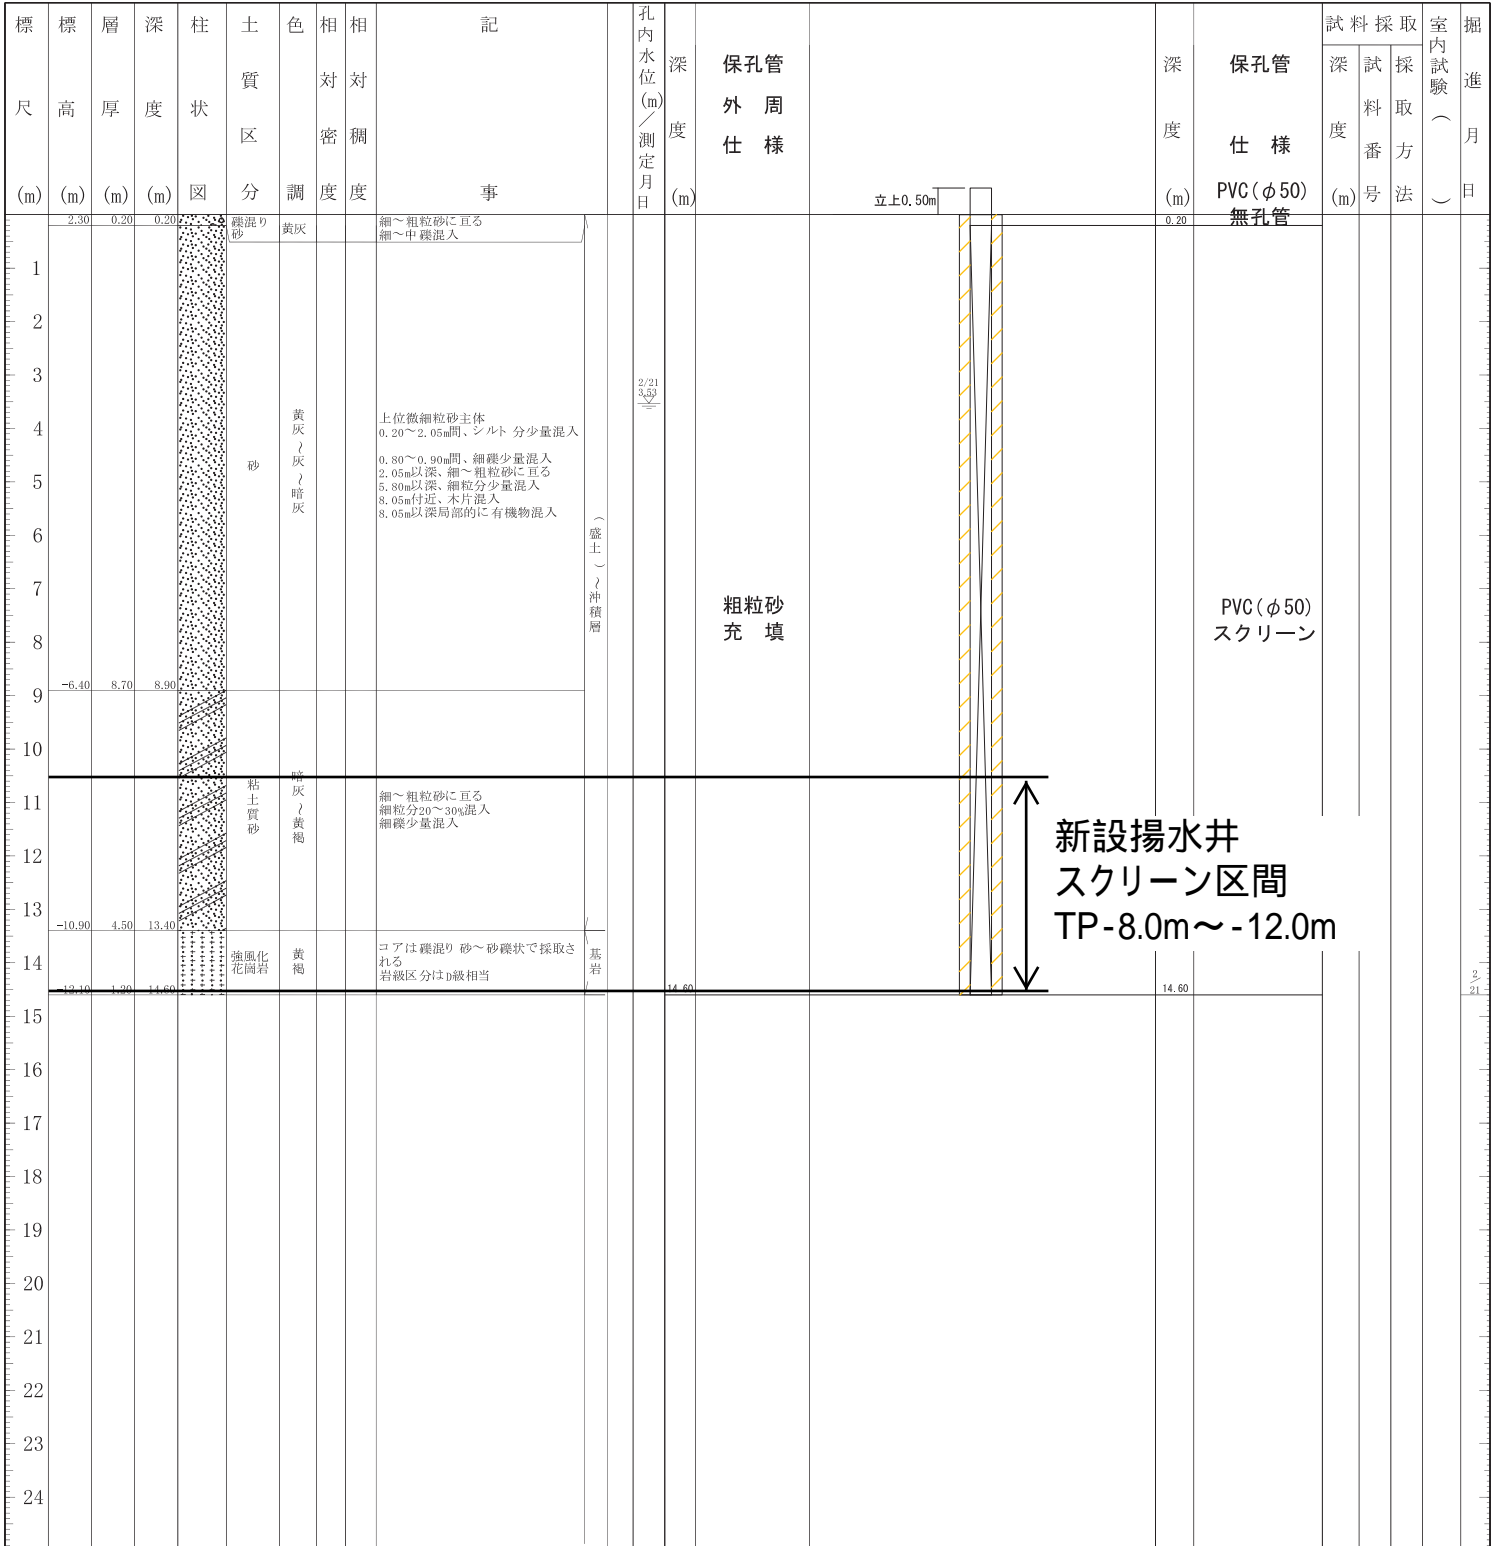 標尺(m)
標高(m)
層厚(m)
深度(m)
柱状図
土質区分
色調
相対密度
相対稠度
記事
孔内水位(m)/測定月日
深度(m)
保孔管
外周
仕様
深度(m)
保孔管
仕様
試料採取
深度(m)
試料番号
採取方法
室内試験( )
掘進月日
立上0.50m
PVC(φ50)
無孔管
2.30 0.20 0.20
礫混り
砂
黄灰
細〜粗粒砂に亘る
細〜中礫混入
0.20
1
2
3
2/21
3.53
4
5
6
7
8
砂
黄灰〜灰〜暗灰
上位微細粒砂主体
0.20〜2.05m間、シルト分少量混入
0.80〜0.90m間、細礫少量混入
2.05m以深、細〜粗粒砂に亘る
5.80m以深、細粒分少量混入
8.05m付近、木片混入
8.05m以深局部的に有機物混入
(盛土)〜沖積層
粗粒砂
充填
PVC(φ50)
スクリーン
-6.40 8.70 8.90
9
10
11
12
13
粘土質砂
暗灰〜黄褐
細〜粗粒砂に亘る
細粒分20〜30%混入
細礫少量混入
新設揚水井
スクリーン区間
TP-8.0m〜-12.0m
-10.90 4.50 13.40
14
強風化
花崗岩
黄褐
コアは礫混り砂〜砂礫状で採取さ
れる
岩級区分はD級相当
基岩
-12.10 1.20 14.60
14.60
14.60
2/21
15
16
17
18
19
20
21
22
23
24